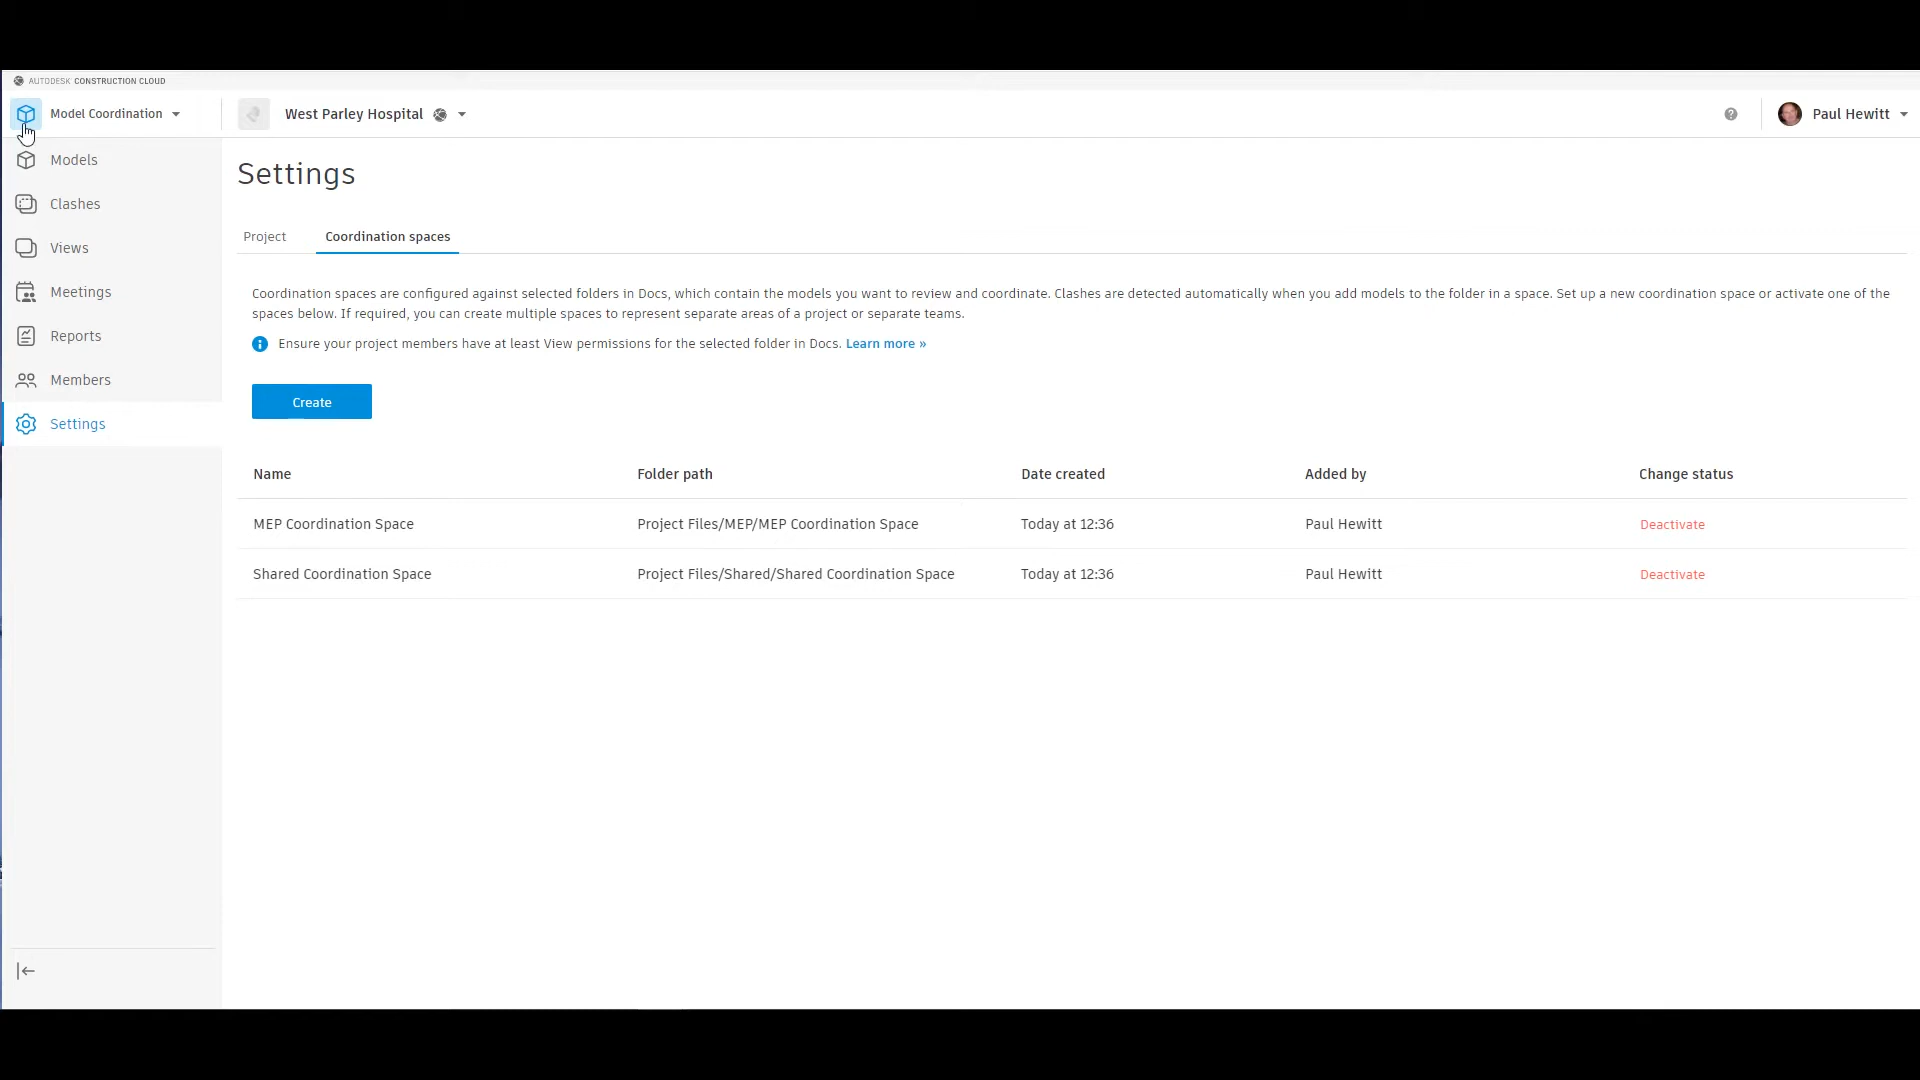 AUTODESK CONSTRUCTION CLOUD
Model Coordination
West Parley Hospital
Paul Hewitt
Models
Clashes
Views
Meetings
Reports
Members
Settings
Settings
Project
Coordination spaces
Coordination spaces are configured against selected folders in Docs, which contain the models you want to review and coordinate. Clashes are detected automatically when you add models to the folder in a space. Set up a new coordination space or activate one of the
spaces below. If required, you can create multiple spaces to represent separate areas of a project or separate teams.
Ensure your project members have at least View permissions for the selected folder in Docs. Learn more »
Create
Name Folder path Date created Added by Change status
MEP Coordination Space Project Files/MEP/MEP Coordination Space Today at 12:36 Paul Hewitt Deactivate
Shared Coordination Space Project Files/Shared/Shared Coordination Space Today at 12:36 Paul Hewitt Deactivate